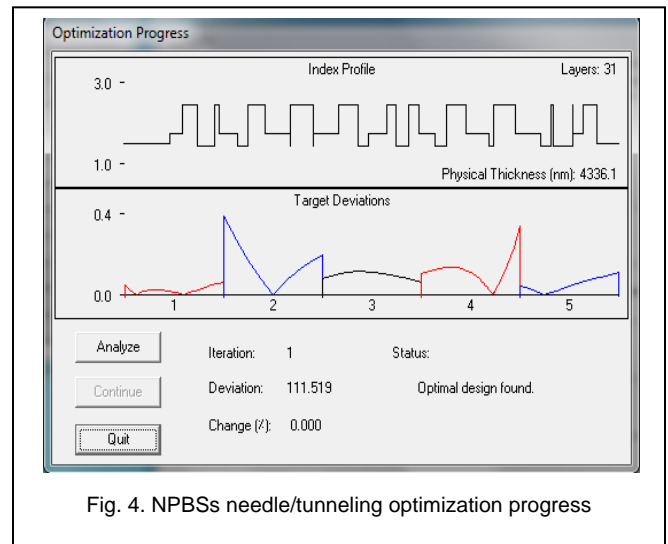 Optimization Progress
Index Profile
Layers: 31
3.0 -
1.0 -
Physical Thickness (nm): 4336.1
Target Deviations
0.4 -
0.0 -
1 2 3 4 5
Analyze
Iteration: 1
Status:
Continue
Deviation: 111.519
Optimal design found.
Quit
Change (%): 0.000
Fig. 4. NPBSs needle/tunneling optimization progress